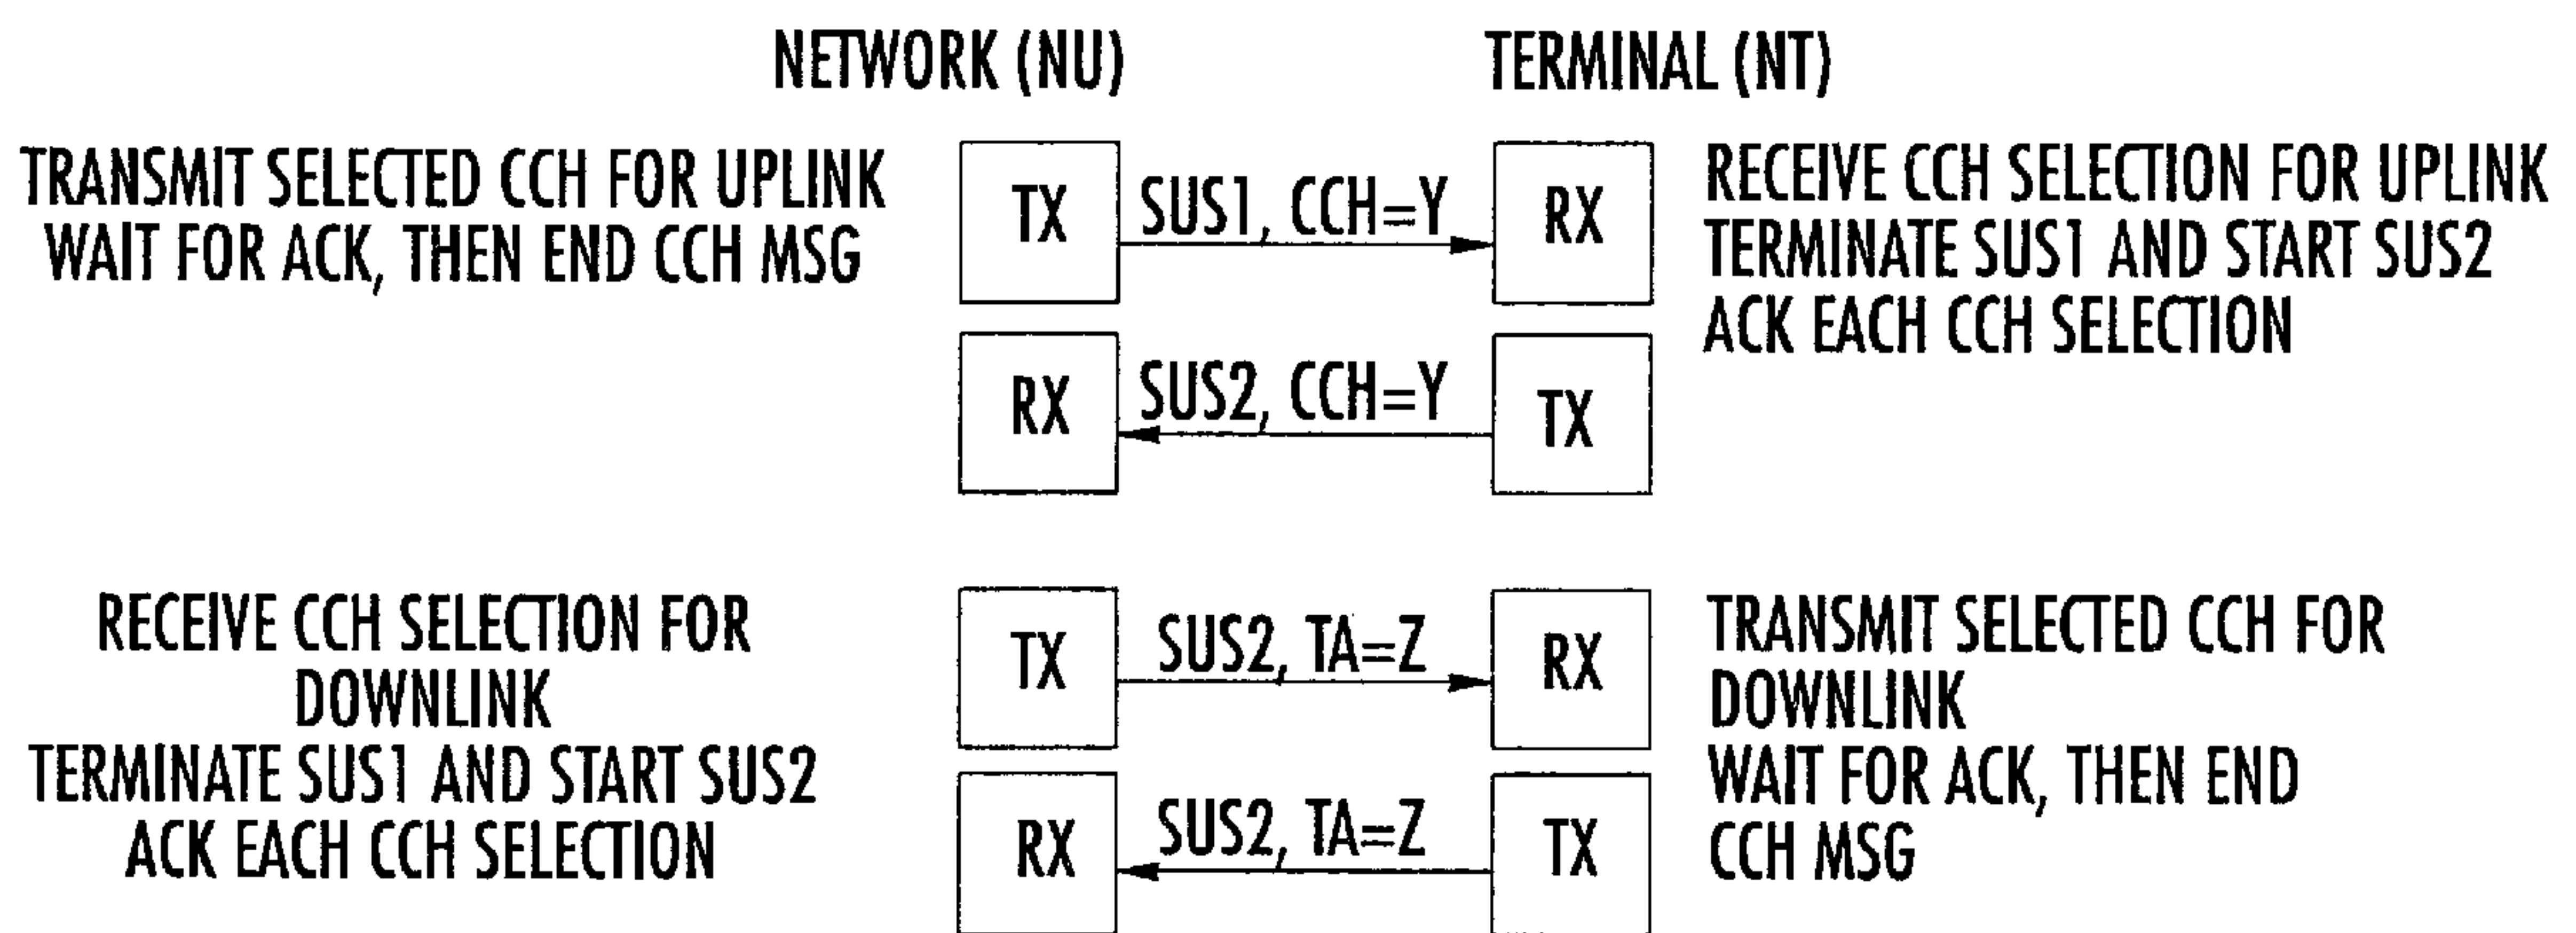 NETWORK (NU)
TERMINAL (NT)
TRANSMIT SELECTED CCH FOR UPLINK
WAIT FOR ACK, THEN END CCH MSG
TX
SUS1, CCH=Y
RX
RECEIVE CCH SELECTION FOR UPLINK
TERMINATE SUS1 AND START SUS2
ACK EACH CCH SELECTION
RX
SUS2, CCH=Y
TX
RECEIVE CCH SELECTION FOR
DOWNLINK
TERMINATE SUS1 AND START SUS2
ACK EACH CCH SELECTION
TX
SUS2, TA=Z
RX
TRANSMIT SELECTED CCH FOR
DOWNLINK
WAIT FOR ACK, THEN END
CCH MSG
RX
SUS2, TA=Z
TX